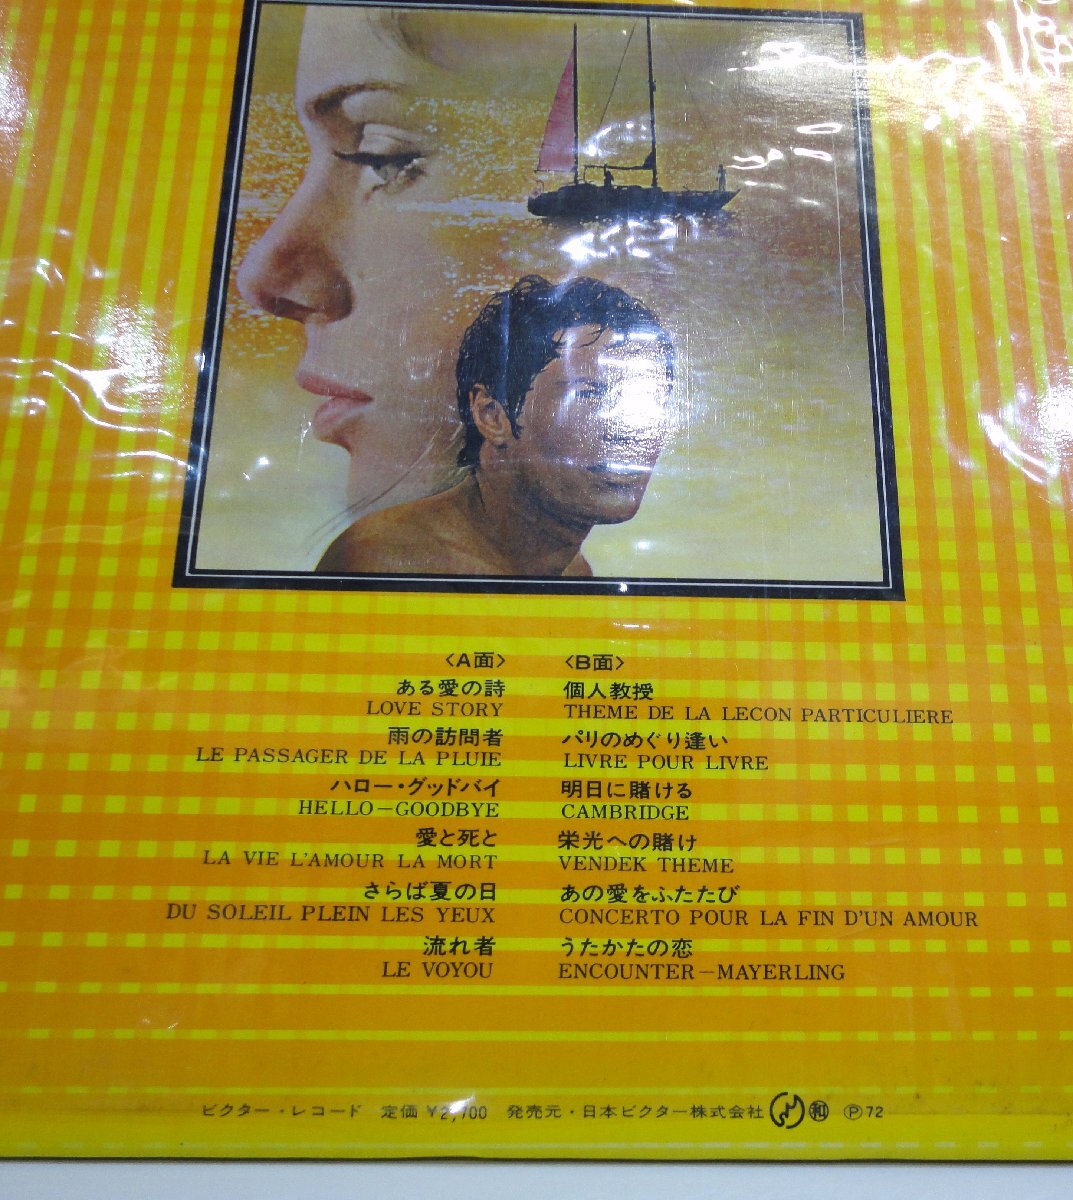 〈A面〉
ある愛の詩
LOVE STORY
雨の訪問者
LE PASSAGER DE LA PLUIE
ハロー・グッドバイ
HELLO－GOODBYE
愛と死と
LA VIE L'AMOUR LA MORT
さらば夏の日
DU SOLEIL PLEIN LES YEUX
流れ者
LE VOYOU
〈B面〉
個人教授
THEME DE LA LECON PARTICULIERE
パリのめぐり逢い
LIVRE POUR LIVRE
明日に賭ける
CAMBRIDGE
栄光への賭け
VENDEK THEME
あの愛をふたたび
CONCERTO POUR LA FIN D'UN AMOUR
うたかたの恋
ENCOUNTER－MAYERLING
ビクター・レコード 定価 ¥2,100 発売元・日本ビクター株式会社 ㊒ Ⓟ72